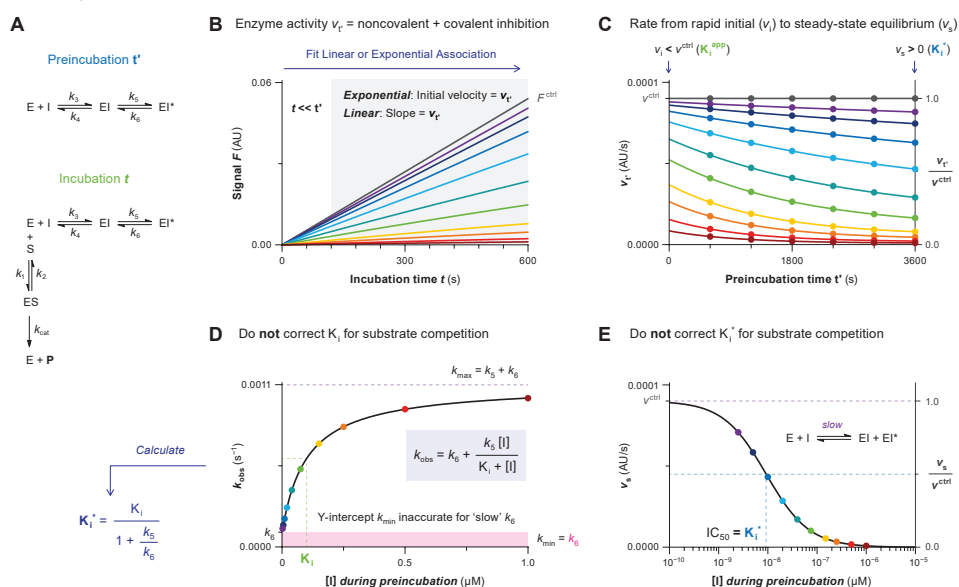 A
Preincubation t'
E + I k3 k4 EI k5 k6 EI*
Incubation t
E + I k3 k4 EI k5 k6 EI*
+
S
k1 k2
ES
kcat
E + P
Calculate
Ki* = Ki / 1 + k5/k6
B Enzyme activity vt' = noncovalent + covalent inhibition
Fit Linear or Exponential Association
0.06
t << t'
Exponential: Initial velocity = vt'
Linear: Slope = vt'
F ctrl
Signal F (AU)
0.00
0 300 600
Incubation time t (s)
C Rate from rapid initial (vi) to steady-state equilibrium (vs)
vi < vctrl (Kiapp)
vs > 0 (Ki*)
0.0001
vctrl
1.0
vt' (AU/s)
vt' / vctrl
0.0000
0.0
0 1800 3600
Preincubation time t' (s)
D Do not correct Ki for substrate competition
kmax = k5 + k6
0.0011
kobs (s−1)
kobs = k6 + k5 [I] / Ki + [I]
Y-intercept kmin inaccurate for 'slow' k6
k6
kmin = k6
0.0000
0 Ki 0.5 1.0
[I] during preincubation (µM)
E Do not correct Ki* for substrate competition
0.0001
vctrl
1.0
slow
E + I EI + EI*
vs (AU/s)
vs / vctrl
IC50 = Ki*
0.0000
0.0
10−10 10−9 10−8 10−7 10−6 10−5
[I] during preincubation (µM)